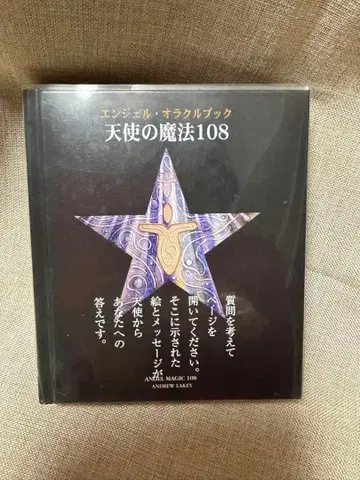 エンジェル・オラクルブック
天使の魔法108
質問を考えて
ページを
開いてください。
そこに示された
絵とメッセージが
天使から
あなたへの
答えです。
ANGEL MAGIC 108
ANDREW LAKEY